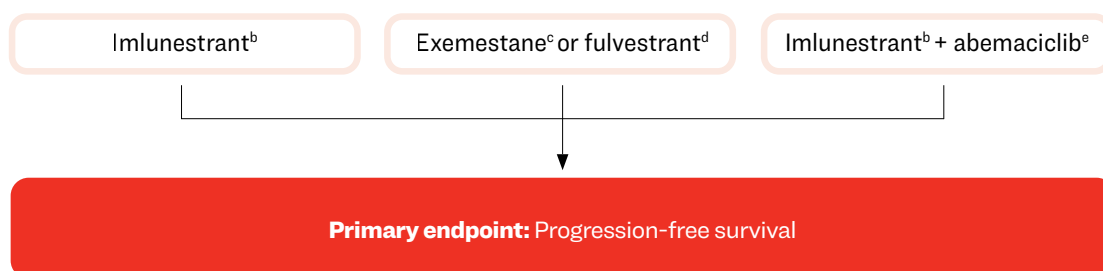 Imlunestrantᵇ
Exemestaneᶜ or fulvestrantᵈ
Imlunestrantᵇ + abemaciclibᵉ
Primary endpoint: Progression-free survival